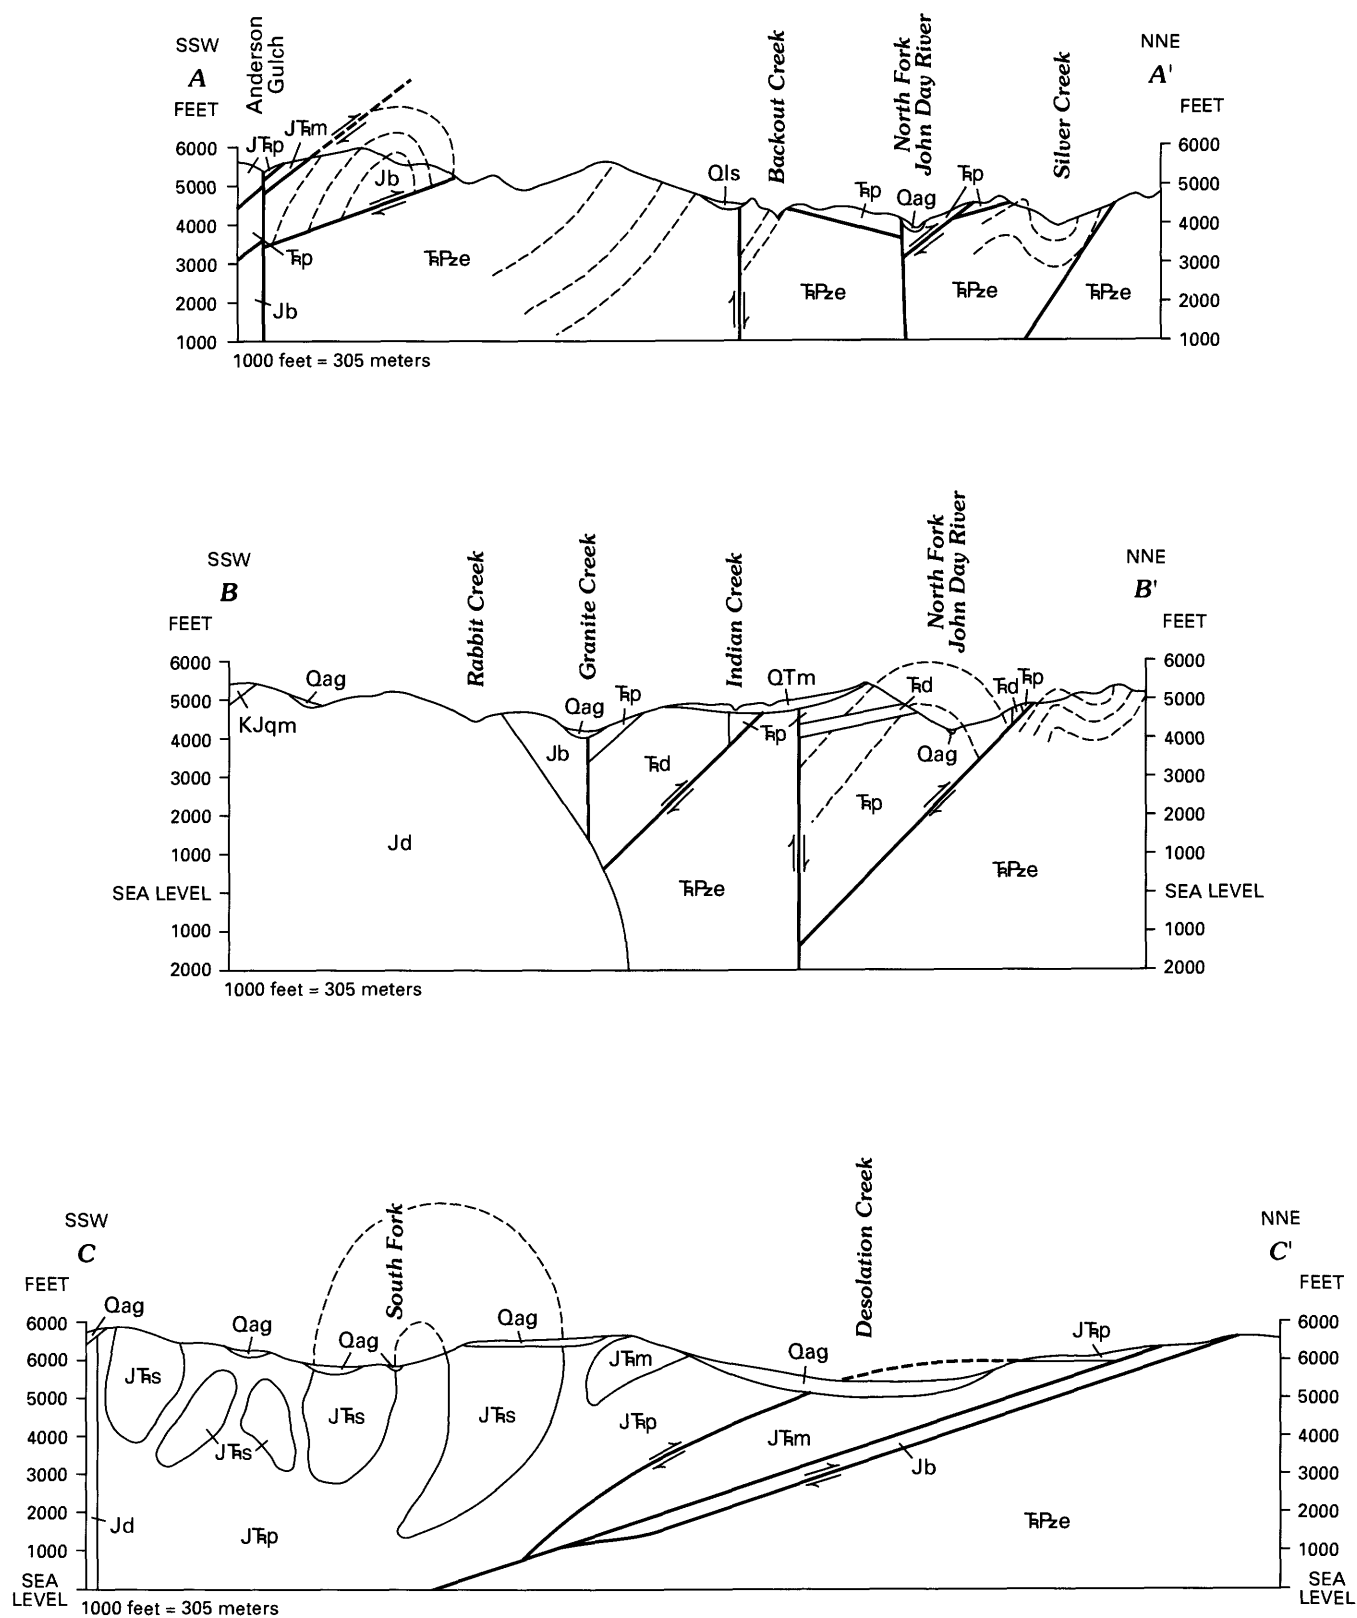 SSW
A
FEET
Anderson
Gulch
Backout Creek
North Fork
John Day River
Silver Creek
NNE
A'
FEET
JTRp
JTRm
Jb
Qls
TRp
Qag
TRp
6000
5000
4000
3000
2000
1000
TRp
TRPze
Jb
TRPze
TRPze
TRPze
6000
5000
4000
3000
2000
1000
1000 feet = 305 meters
SSW
B
FEET
Rabbit Creek
Granite Creek
Indian Creek
North Fork
John Day River
NNE
B'
FEET
6000
5000
4000
3000
2000
1000
SEA LEVEL
1000
2000
KJqm
Qag
Qag
TRp
QTm
TRd
TRd
TRp
Jb
TRd
TRp
Qag
TRp
Jd
TRPze
TRPze
6000
5000
4000
3000
2000
1000
SEA LEVEL
1000
2000
1000 feet = 305 meters
SSW
C
FEET
South Fork
Desolation Creek
NNE
C'
FEET
6000
6000
5000
4000
3000
2000
1000
SEA
LEVEL
Qag
Qag
Qag
Qag
Qag
JTRp
JTRs
JTRs
JTRs
JTRs
JTRm
JTRp
JTRm
Jb
Jd
JTRp
TRPze
6000
6000
5000
4000
3000
2000
1000
SEA
LEVEL
1000 feet = 305 meters